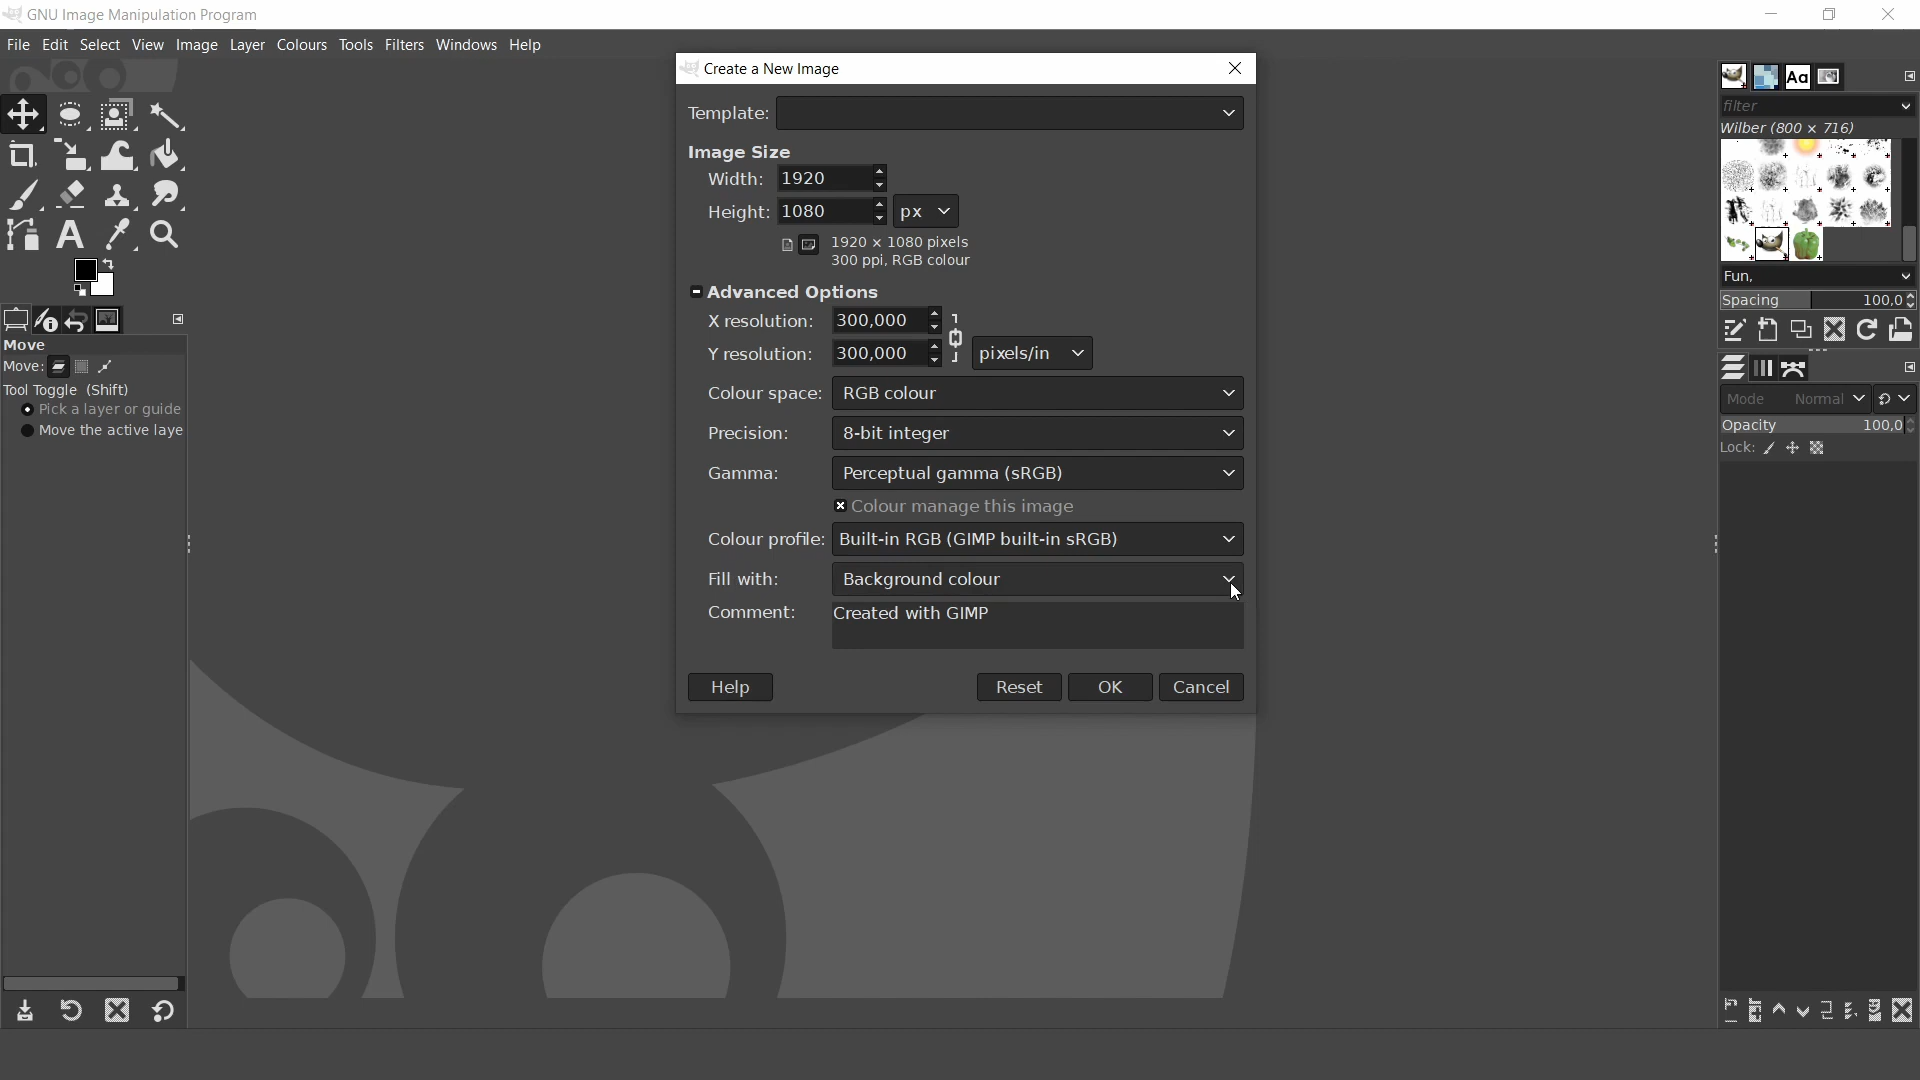 GNU Image Manipulation Program
File Edit Select View Image Layer Colours Tools Filters Windows Help
Create a New Image
Template:
Image Size
Width: 1920
Height: 1080 px
1920 × 1080 pixels
300 ppi, RGB colour
Advanced Options
X resolution: 300,000
Y resolution: 300,000 pixels/in
Colour space: RGB colour
Precision: 8-bit integer
Gamma: Perceptual gamma (sRGB)
Colour manage this image
Colour profile: Built-in RGB (GIMP built-in sRGB)
Fill with: Background colour
Comment: Created with GIMP
Help Reset OK Cancel
Move
Move:
Tool Toggle (Shift)
Pick a layer or guide
Move the active laye
Aa
filter
Wilber (800 × 716)
Fun,
Spacing 100,0
Mode Normal
Opacity 100,0
Lock: